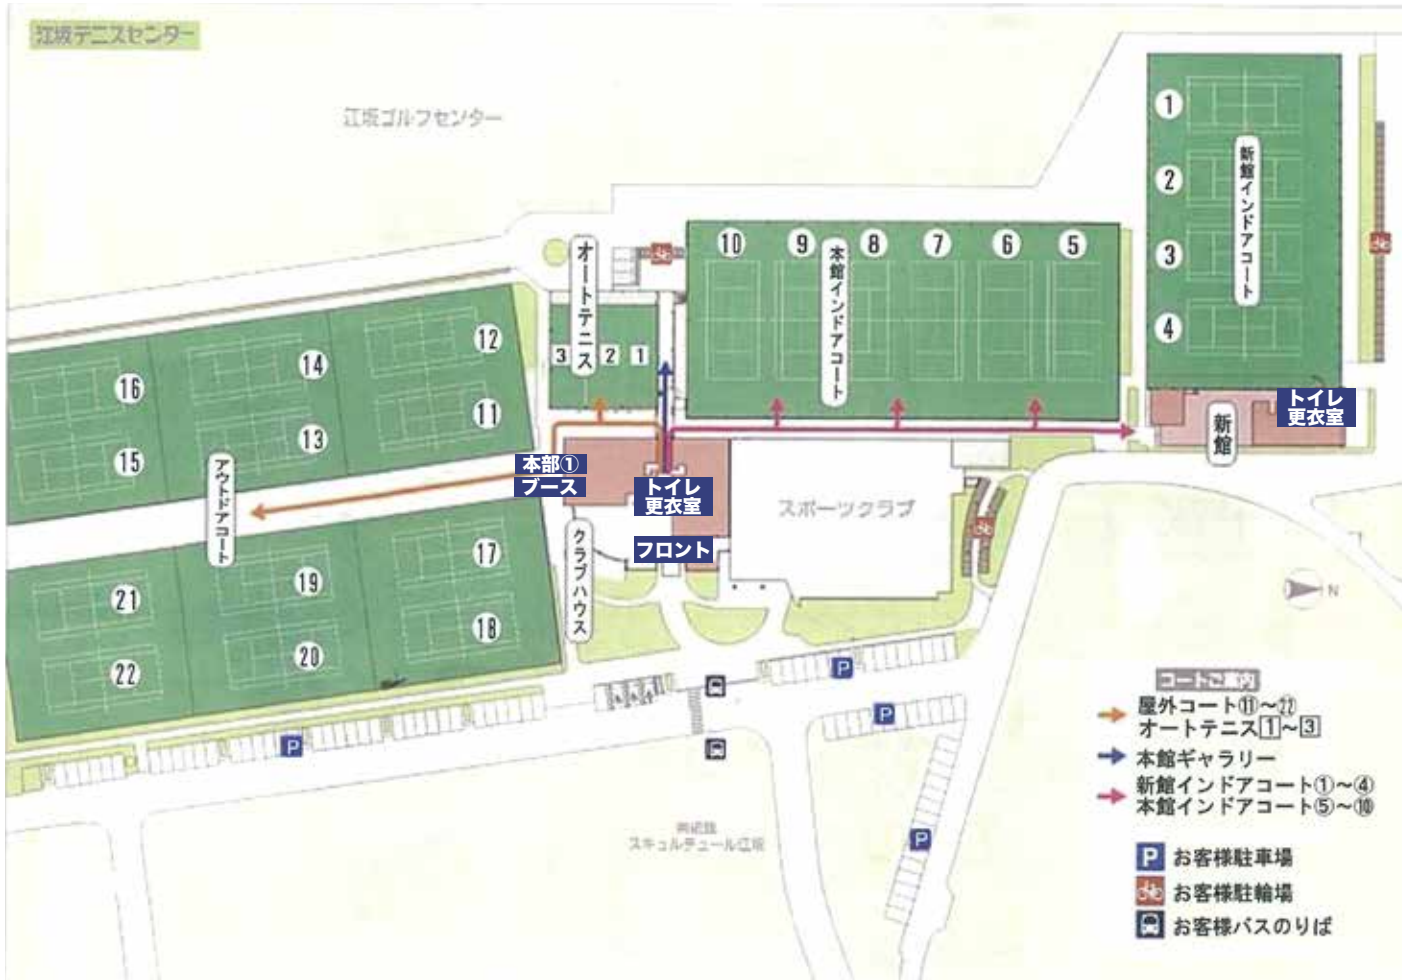 江坂テニスセンター
江坂ゴルフセンター
1
2
3
4
新館インドアコート
オートテニス
3
2
1
10
9
8
7
6
5
本館インドアコート
16
14
12
15
13
11
アウトドアコート
本部①
ブース
トイレ
更衣室
フロント
クラブハウス
スポーツクラブ
新館
トイレ
更衣室
21
19
17
22
20
18
N
P
P
P
P
美術館
スキュルチュール江坂
コートご案内
屋外コート⑪～㉒
オートテニス1～3
本館ギャラリー
新館インドアコート①～④
本館インドアコート⑤～⑩
P お客様駐車場
お客様駐輪場
お客様バスのりば